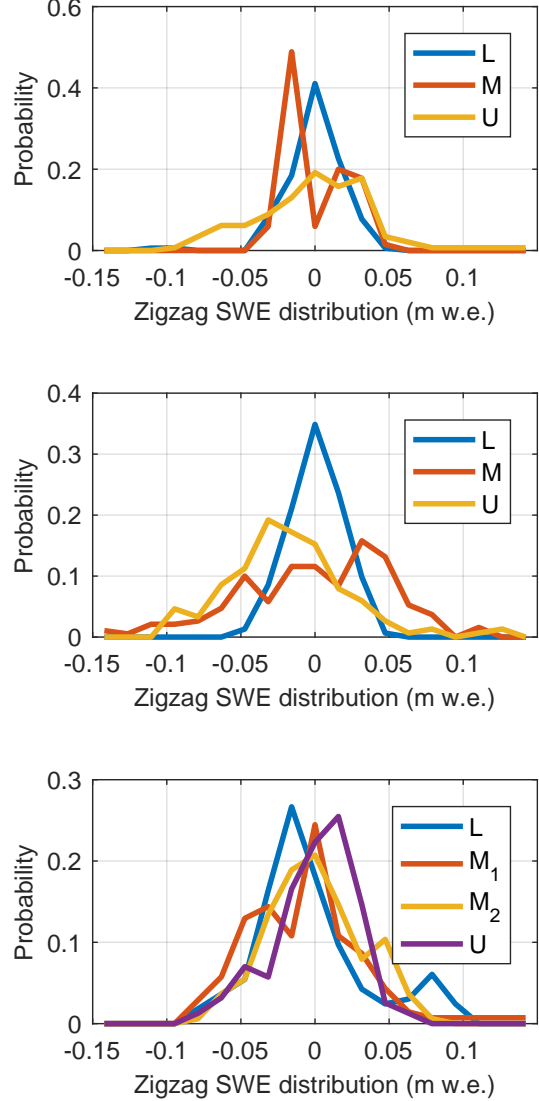 0.6
0.4
0.2
0
Probability
L
M
U
-0.15 -0.1 -0.05 0 0.05 0.1
Zigzag SWE distribution (m w.e.)
0.4
0.3
0.2
0.1
0
Probability
L
M
U
-0.15 -0.1 -0.05 0 0.05 0.1
Zigzag SWE distribution (m w.e.)
0.3
0.2
0.1
0
Probability
L
M₁
M₂
U
-0.15 -0.1 -0.05 0 0.05 0.1
Zigzag SWE distribution (m w.e.)